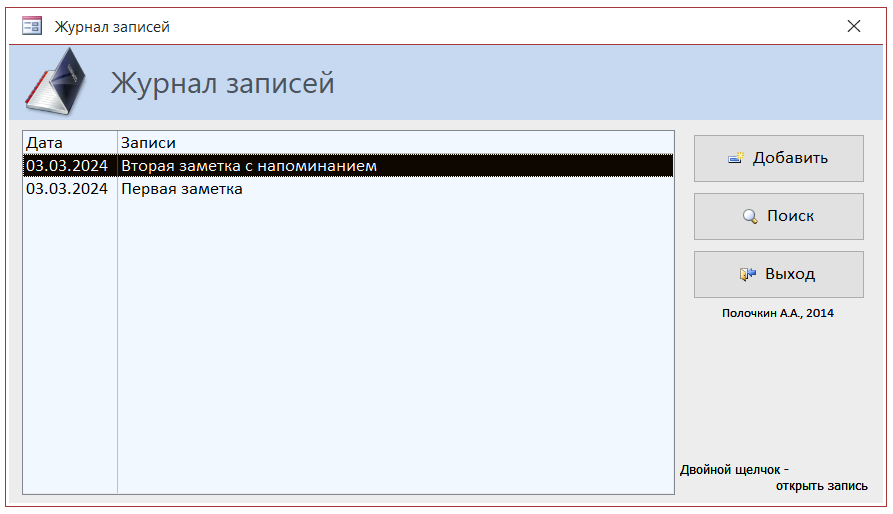 Журнал записей
Журнал записей
Дата Записи
03.03.2024 Вторая заметка с напоминанием
03.03.2024 Первая заметка
Добавить
Поиск
Выход
Полочкин А.А., 2014
Двойной щелчок -
открыть запись